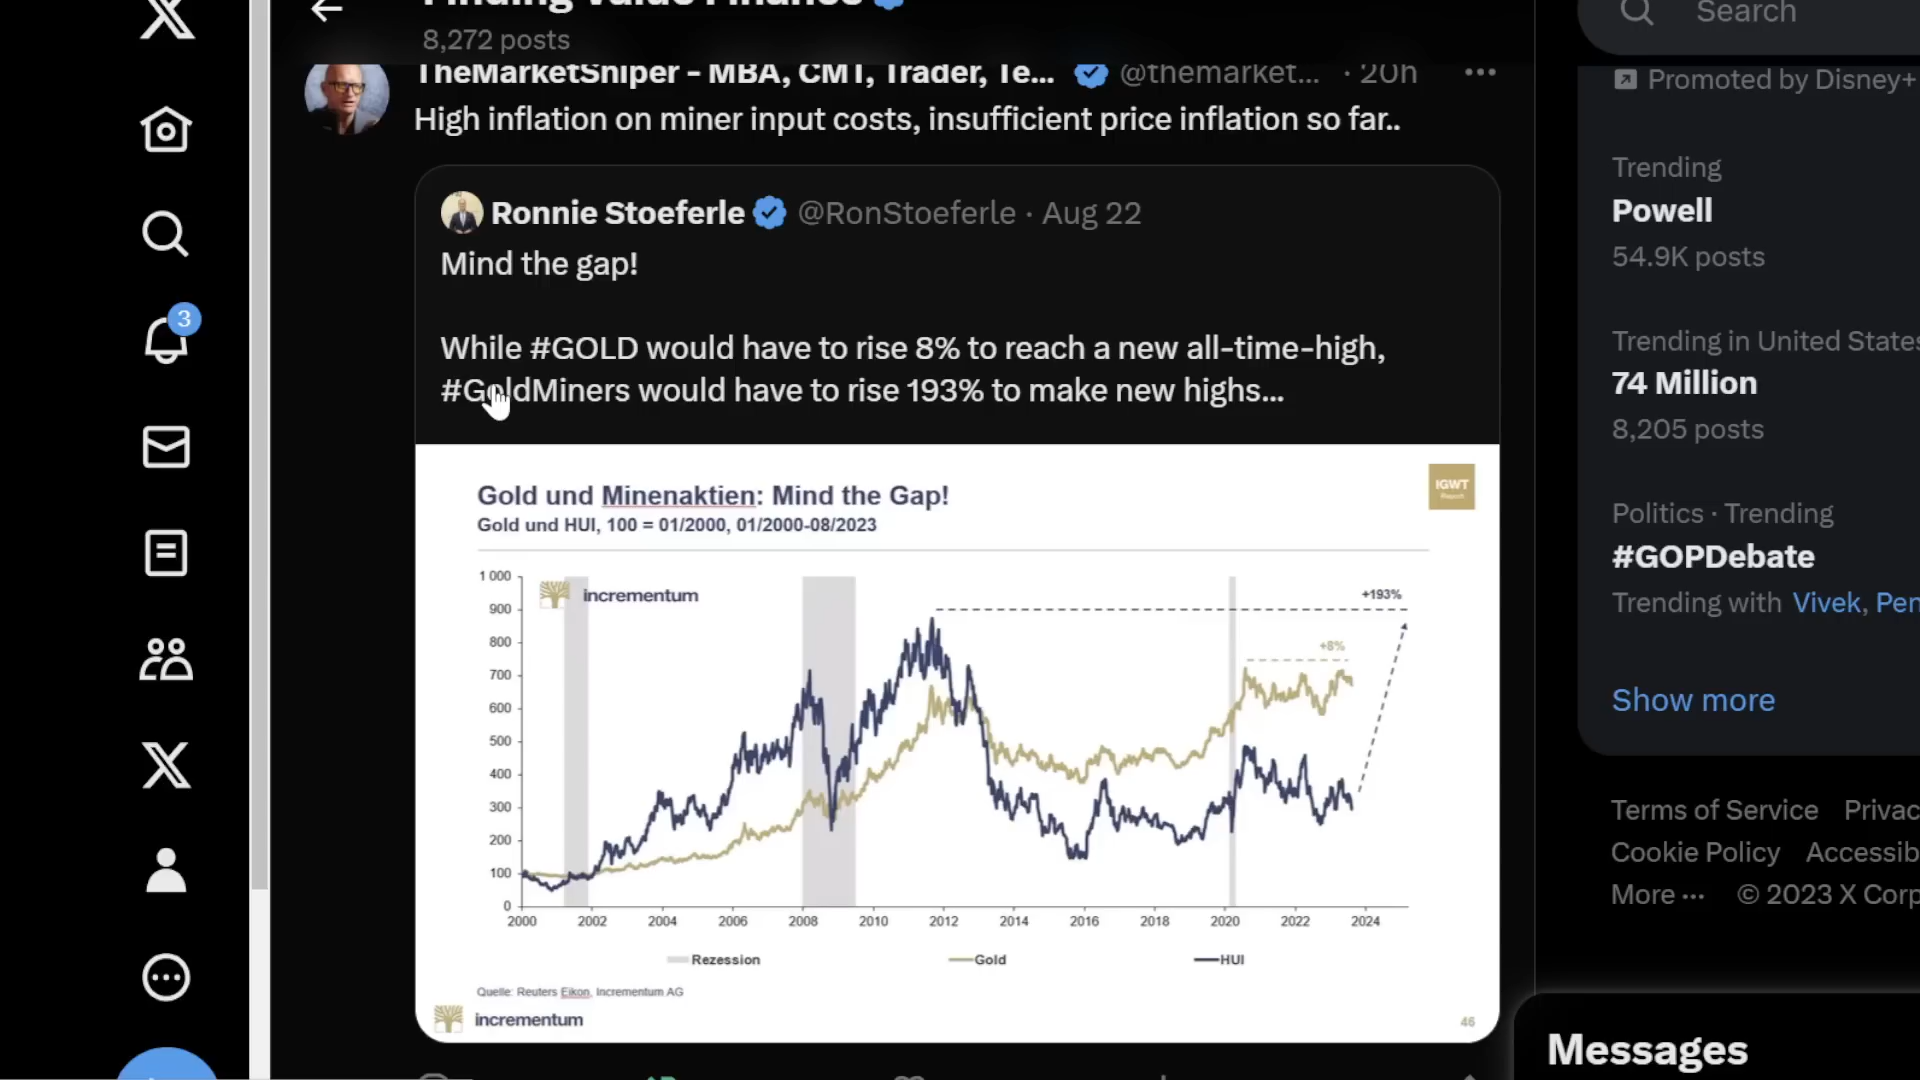 Finding Value Finance
8,272 posts
TheMarketSniper - MBA, CMT, Trader, Te... @themarket... · 20h
High inflation on miner input costs, insufficient price inflation so far..
Ronnie Stoeferle @RonStoeferle · Aug 22
Mind the gap!
While #GOLD would have to rise 8% to reach a new all-time-high,
#GoldMiners would have to rise 193% to make new highs...
Gold und Minenaktien: Mind the Gap!
Gold und HUI, 100 = 01/2000, 01/2000-08/2023
IGWT
Report
incrementum
1 000
900
800
700
600
500
400
300
200
100
0
+193%
+8%
2000 2002 2004 2006 2008 2010 2012 2014 2016 2018 2020 2022 2024
Rezession Gold HUI
Quelle: Reuters Eikon, Incrementum AG
incrementum
46
3
Search
Promoted by Disney+
Trending
Powell
54.9K posts
Trending in United States
74 Million
8,205 posts
Politics · Trending
#GOPDebate
Trending with Vivek, Pen
Show more
Terms of Service Privac
Cookie Policy Accessib
More ··· © 2023 X Corp
Messages